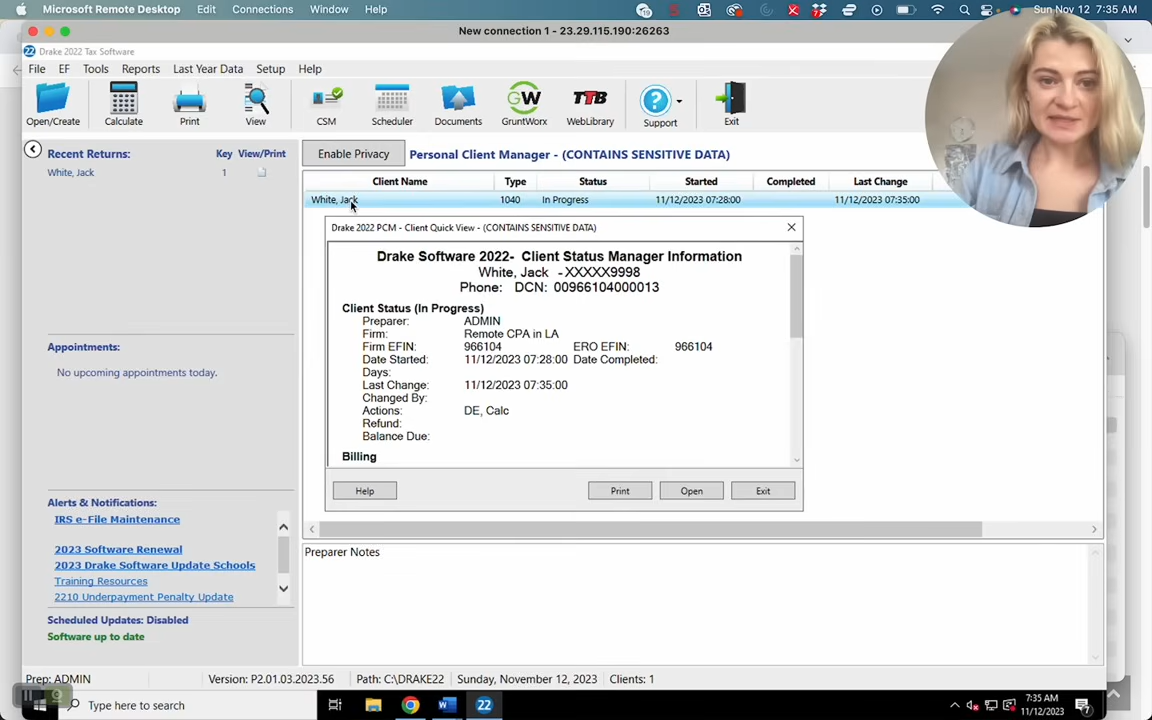 Microsoft Remote Desktop Edit Connections Window Help Sun Nov 12 7:35 AM
New connection 1 - 23.29.115.190:26263
22 Drake 2022 Tax Software
File EF Tools Reports Last Year Data Setup Help
GW TTB ?
Open/Create Calculate Print View CSM Scheduler Documents GruntWorx WebLibrary Support Exit
Recent Returns: Key View/Print
White, Jack 1
Enable Privacy Personal Client Manager - (CONTAINS SENSITIVE DATA)
Client Name Type Status Started Completed Last Change
White, Jack 1040 In Progress 11/12/2023 07:28:00 11/12/2023 07:35:00
Drake 2022 PCM - Client Quick View - (CONTAINS SENSITIVE DATA)
Drake Software 2022- Client Status Manager Information
White, Jack - XXXXX9998
Phone: DCN: 00966104000013
Client Status (In Progress)
Preparer: ADMIN
Firm: Remote CPA in LA
Firm EFIN: 966104 ERO EFIN: 966104
Date Started: 11/12/2023 07:28:00 Date Completed:
Days:
Last Change: 11/12/2023 07:35:00
Changed By:
Actions: DE, Calc
Refund:
Balance Due:
Billing
Help Print Open Exit
Appointments:
No upcoming appointments today.
Alerts & Notifications:
IRS e-File Maintenance
2023 Software Renewal
2023 Drake Software Update Schools
Training Resources
2210 Underpayment Penalty Update
Scheduled Updates: Disabled
Software up to date
Preparer Notes
Prep: ADMIN Version: P2.01.03.2023.56 Path: C:\DRAKE22 Sunday, November 12, 2023 Clients: 1
Type here to search 22 7:35 AM
11/12/2023 7